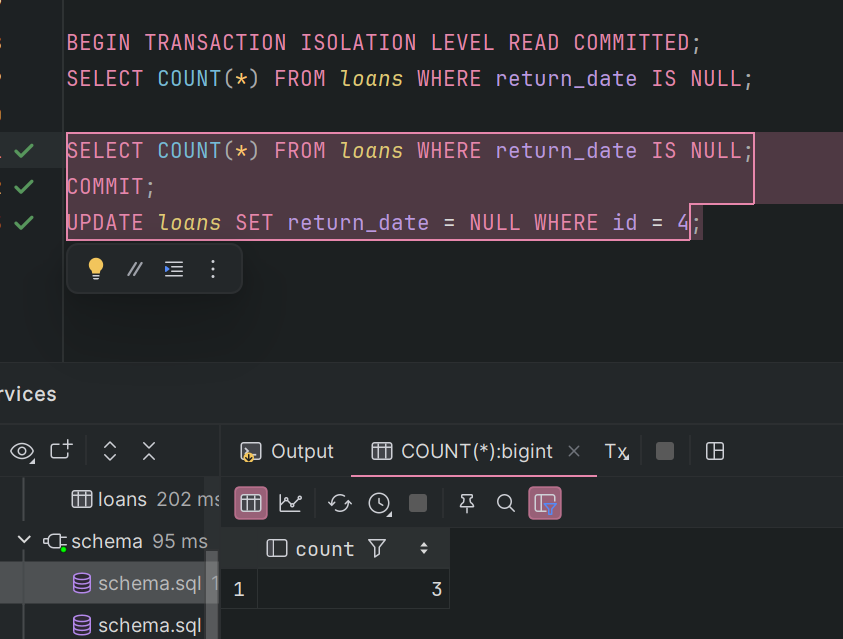 BEGIN TRANSACTION ISOLATION LEVEL READ COMMITTED;
SELECT COUNT(*) FROM loans WHERE return_date IS NULL;
SELECT COUNT(*) FROM loans WHERE return_date IS NULL;
COMMIT;
UPDATE loans SET return_date = NULL WHERE id = 4;
rvices
Output COUNT(*):bigint Tx
loans 202 ms
schema 95 ms
count
schema.sql 1
1 3
schema.sql